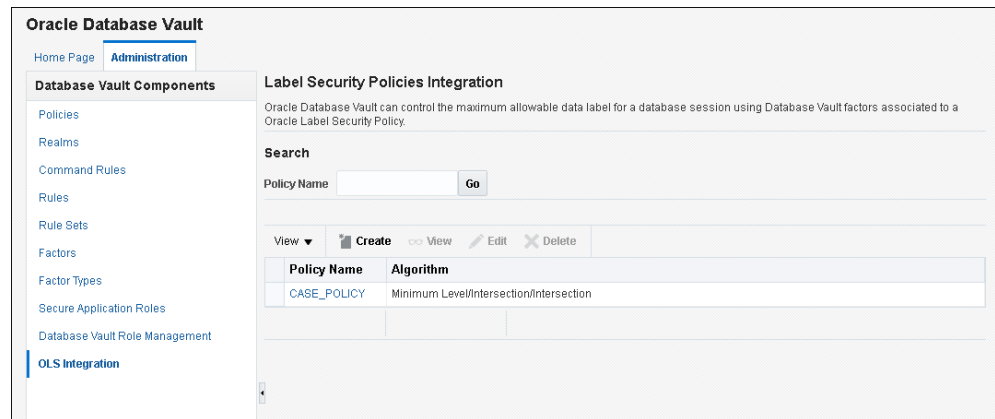 Oracle Database Vault
Home Page Administration
Database Vault Components
Policies
Realms
Command Rules
Rules
Rule Sets
Factors
Factor Types
Secure Application Roles
Database Vault Role Management
OLS Integration
Label Security Policies Integration
Oracle Database Vault can control the maximum allowable data label for a database session using Database Vault factors associated to a
Oracle Label Security Policy.
Search
Policy Name Go
View Create View Edit Delete
Policy Name Algorithm
CASE_POLICY Minimum Level/Intersection/Intersection